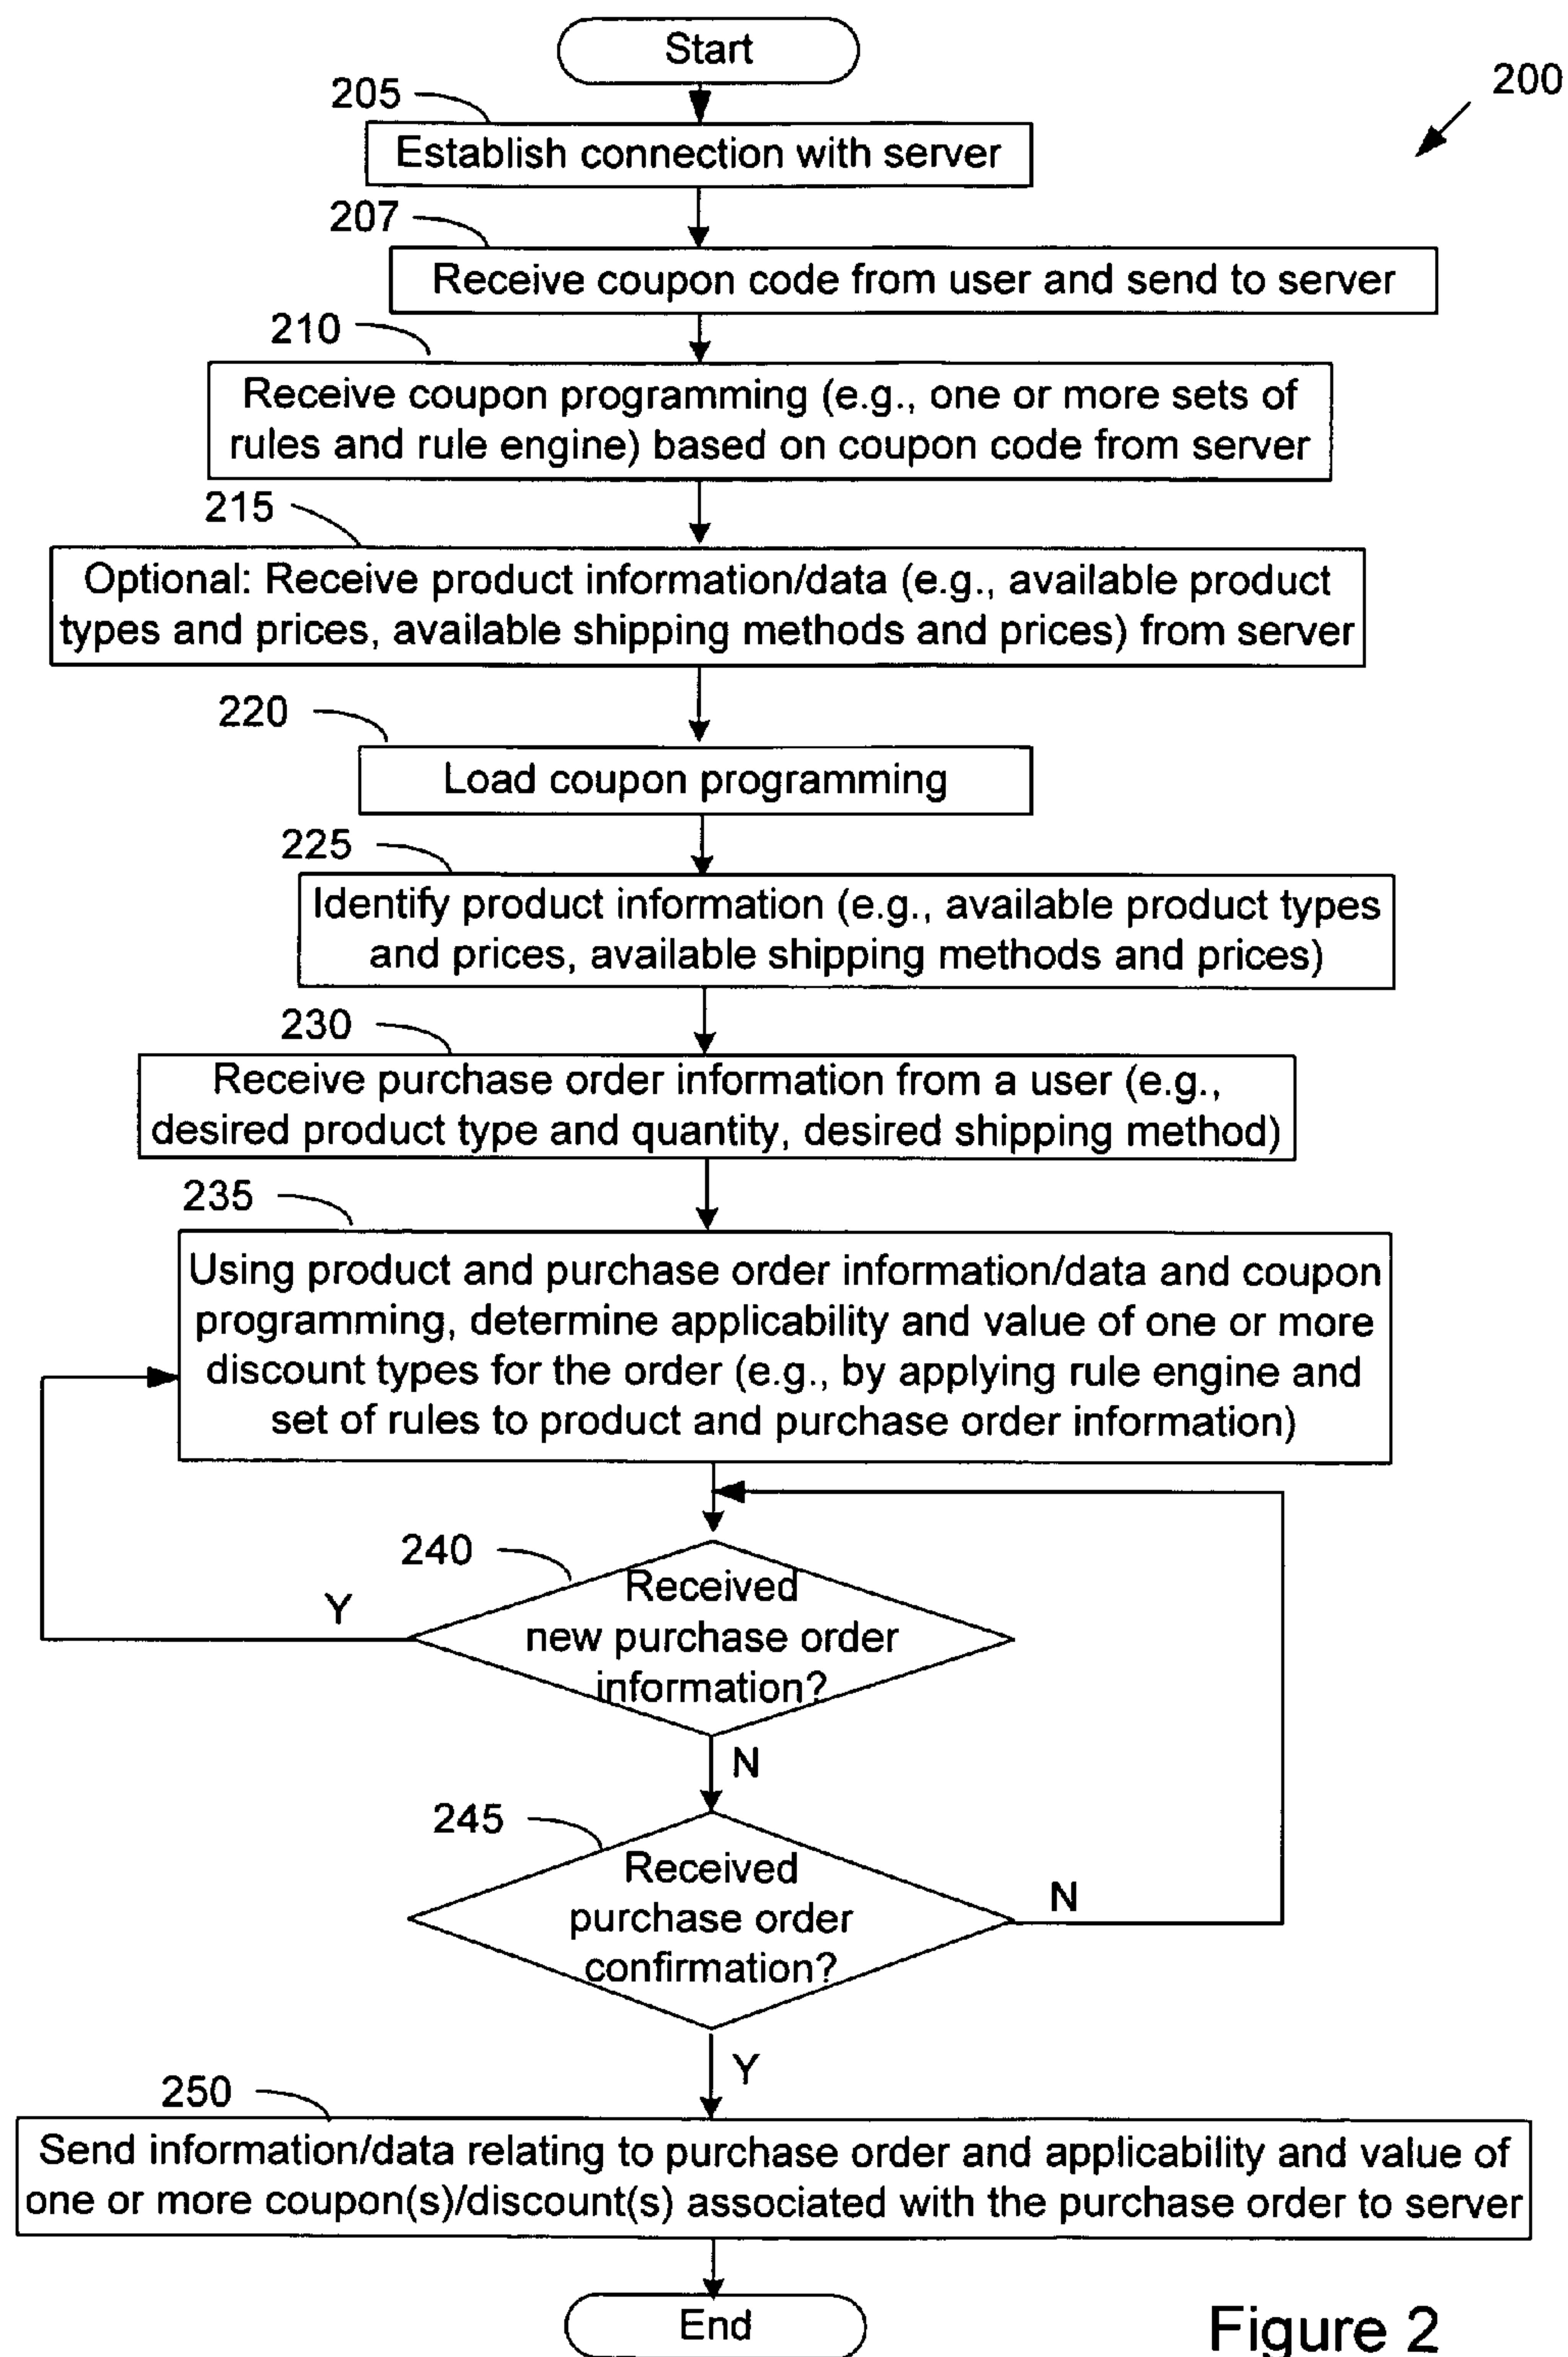 Start
200
205
Establish connection with server
207
Receive coupon code from user and send to server
210
Receive coupon programming (e.g., one or more sets of
rules and rule engine) based on coupon code from server
215
Optional: Receive product information/data (e.g., available product
types and prices, available shipping methods and prices) from server
220
Load coupon programming
225
Identify product information (e.g., available product types
and prices, available shipping methods and prices)
230
Receive purchase order information from a user (e.g.,
desired product type and quantity, desired shipping method)
235
Using product and purchase order information/data and coupon
programming, determine applicability and value of one or more
discount types for the order (e.g., by applying rule engine and
set of rules to product and purchase order information)
240
Y
Received
new purchase order
information?
N
245
Received
purchase order
confirmation?
N
Y
250
Send information/data relating to purchase order and applicability and value of
one or more coupon(s)/discount(s) associated with the purchase order to server
End
Figure 2